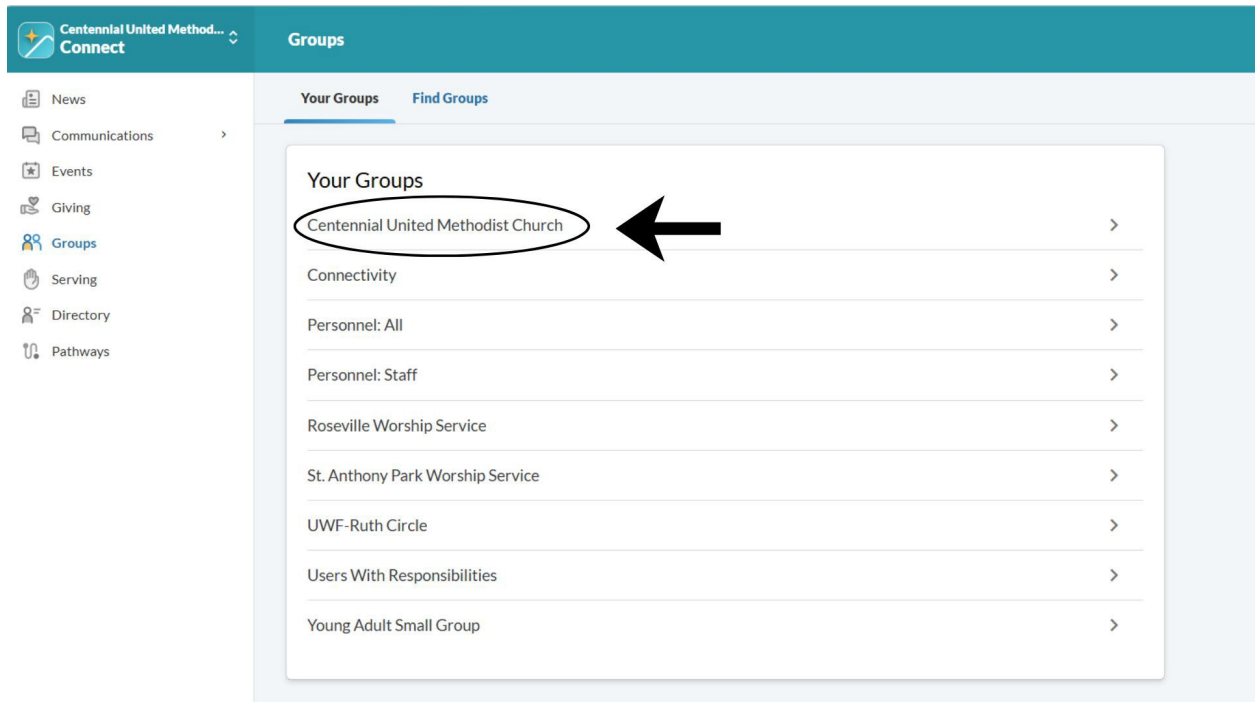 Centennial United Method...
Connect
Groups
News
Communications
Events
Giving
Groups
Serving
Directory
Pathways
Your Groups
Find Groups
Your Groups
Centennial United Methodist Church
Connectivity
Personnel: All
Personnel: Staff
Roseville Worship Service
St. Anthony Park Worship Service
UWF-Ruth Circle
Users With Responsibilities
Young Adult Small Group